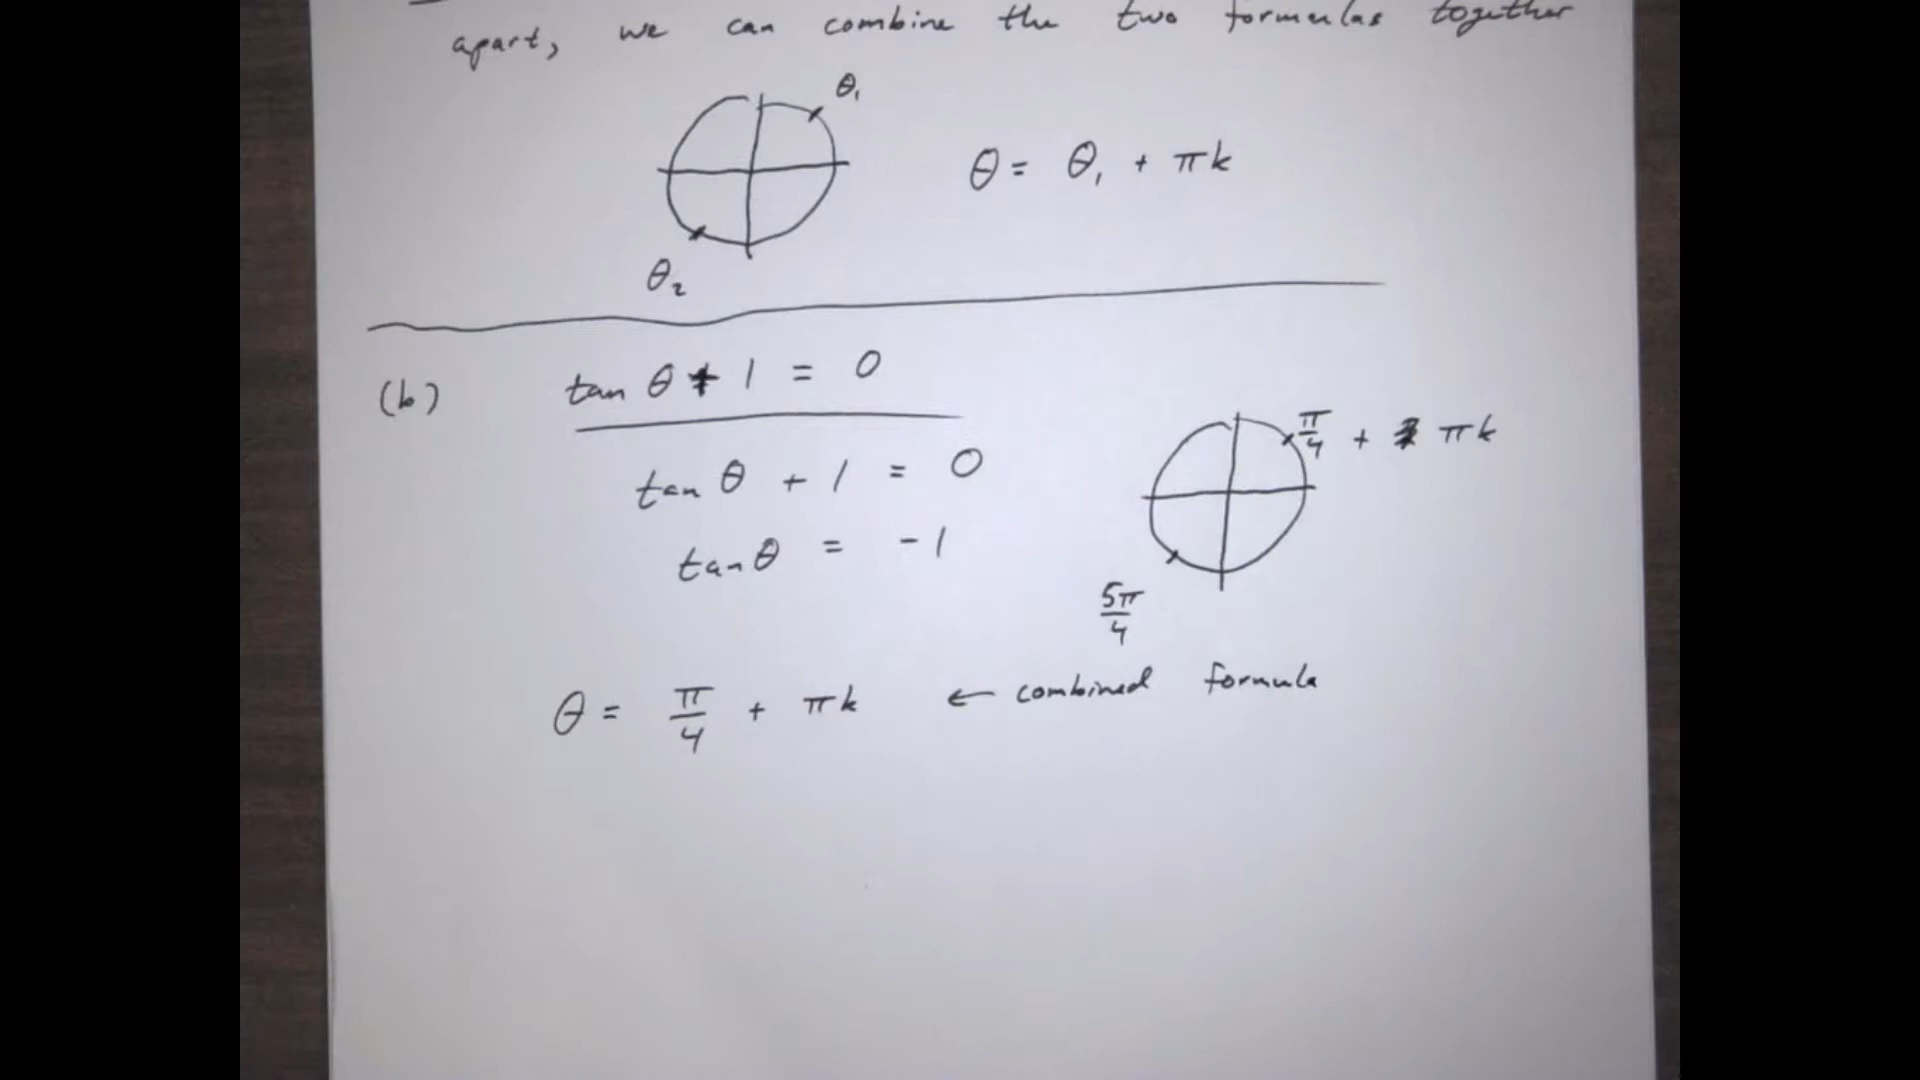 apart, we can combine the two formulas together
θ₁
θ = θ₁ + πk
θ₂
(b) tan θ + 1 = 0
π/4 + πk
tan θ + 1 = 0
tan θ = -1
5π/4
θ = π/4 + πk ← combined formula